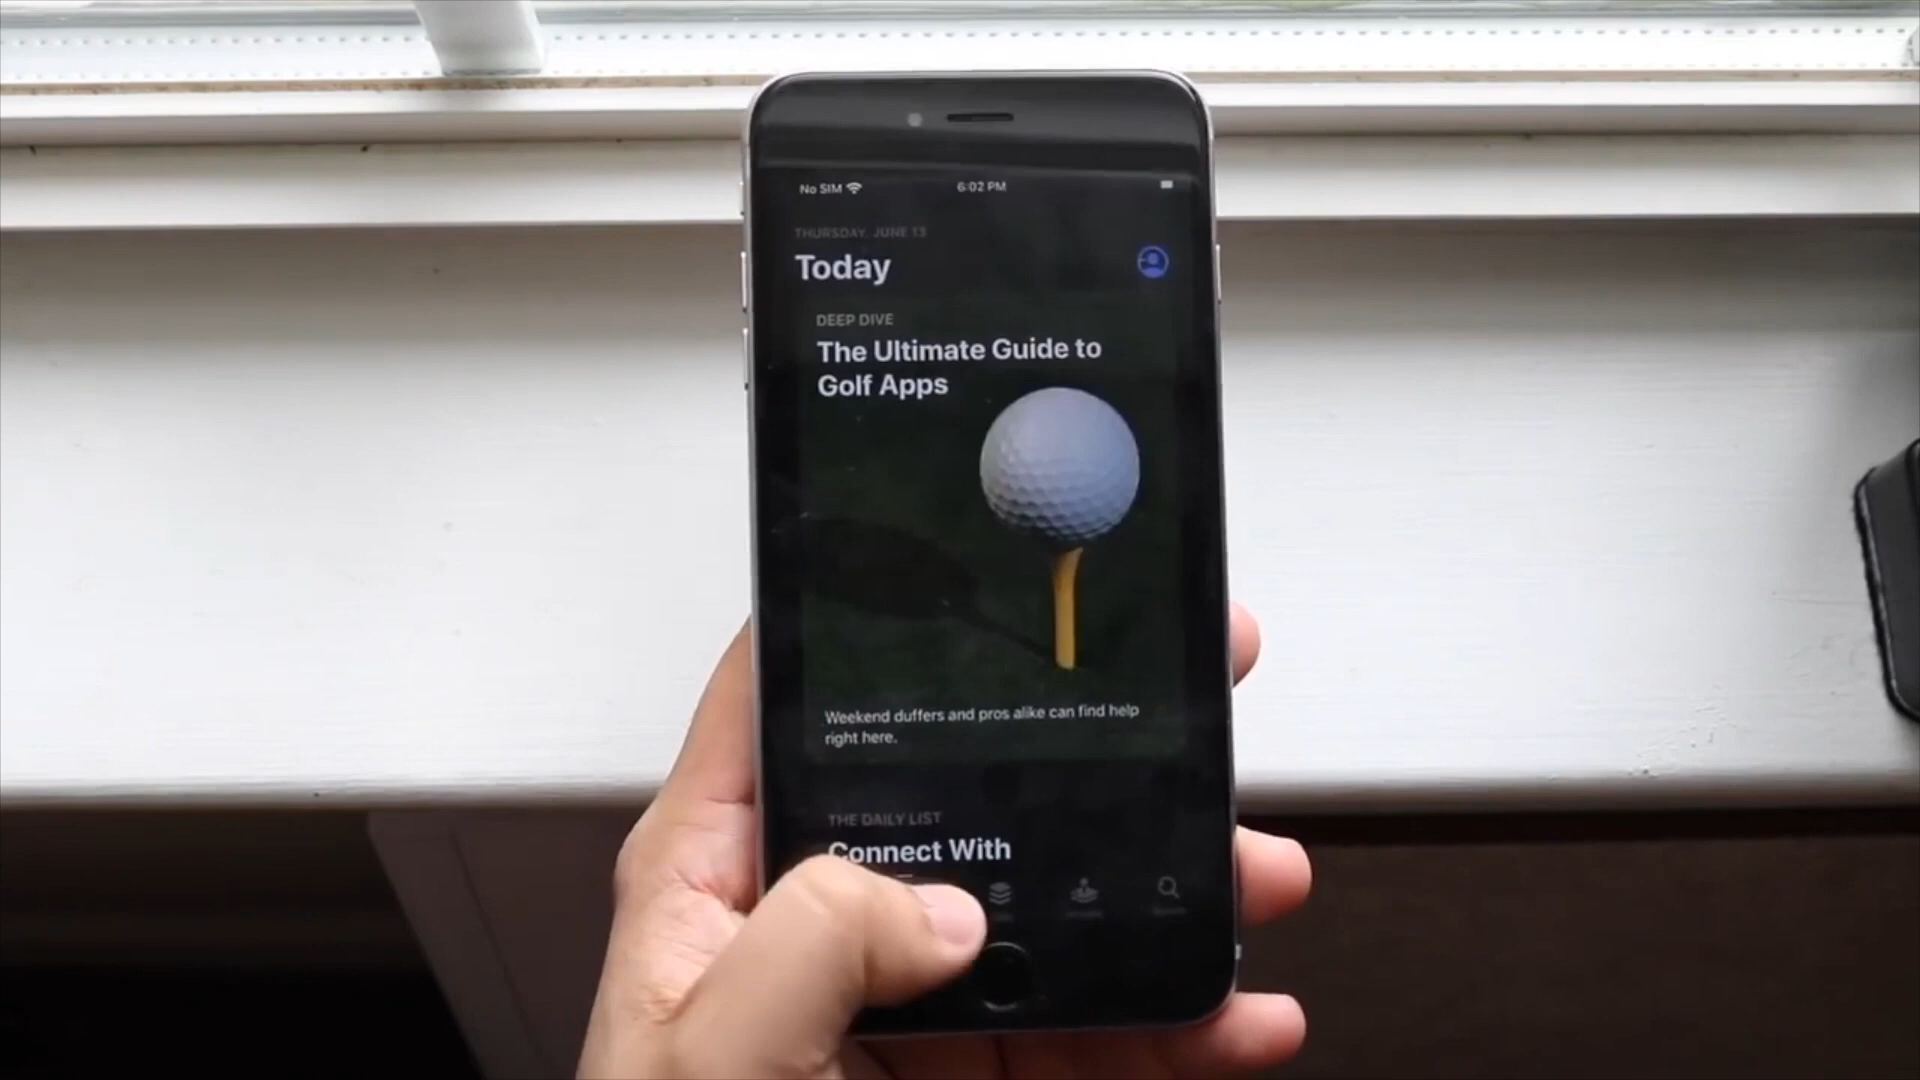 No SIM
6:02 PM
THURSDAY, JUNE 13
Today
DEEP DIVE
The Ultimate Guide to
Golf Apps
Weekend duffers and pros alike can find help
right here.
THE DAILY LIST
Connect With